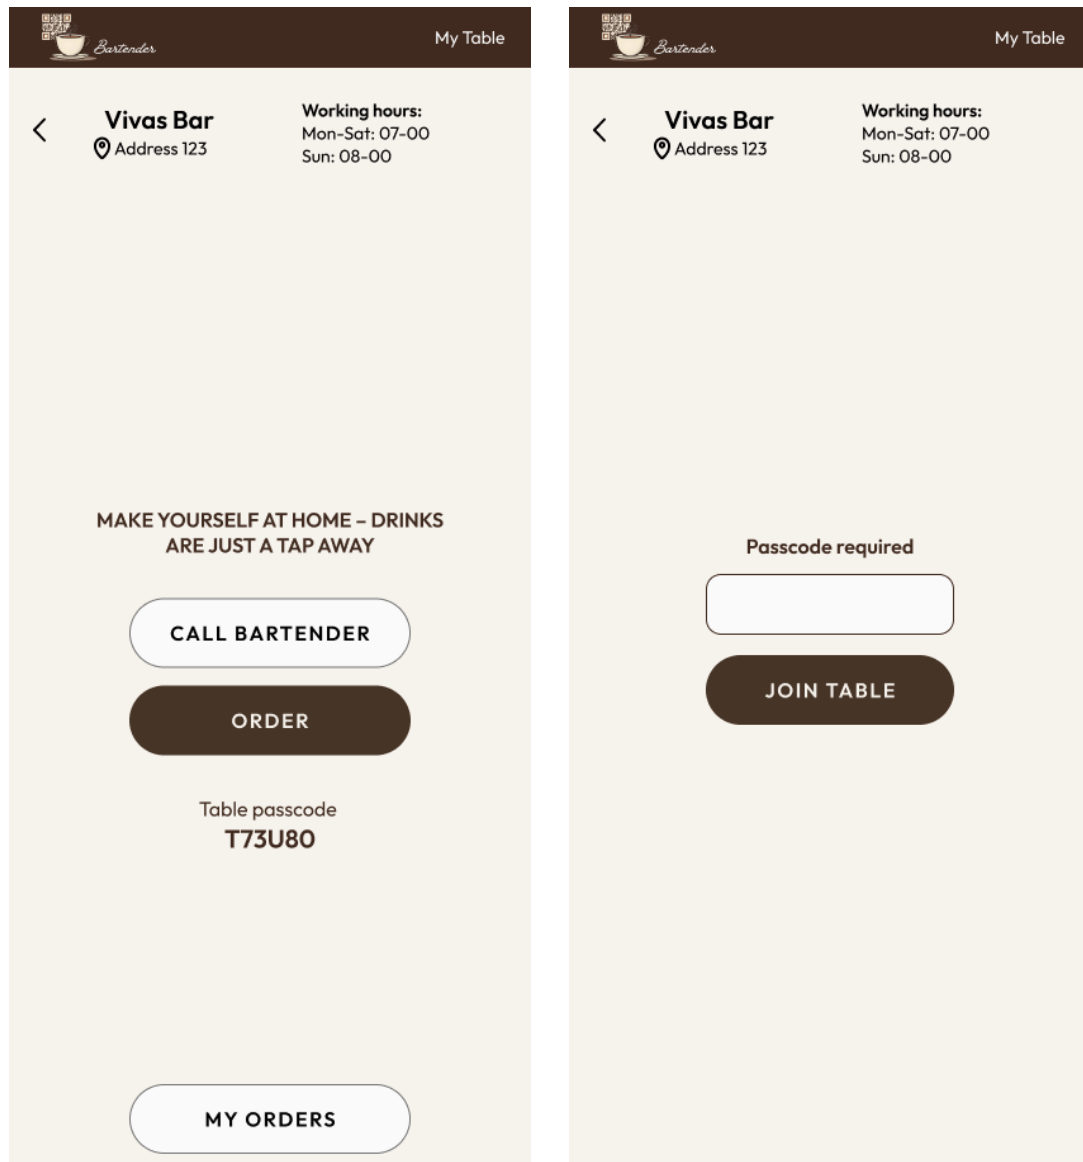 Bartender
My Table
Vivas Bar
Address 123
Working hours:
Mon-Sat: 07-00
Sun: 08-00
MAKE YOURSELF AT HOME – DRINKS
ARE JUST A TAP AWAY
CALL BARTENDER
ORDER
Table passcode
T73U80
MY ORDERS
Bartender
My Table
Vivas Bar
Address 123
Working hours:
Mon-Sat: 07-00
Sun: 08-00
Passcode required
JOIN TABLE